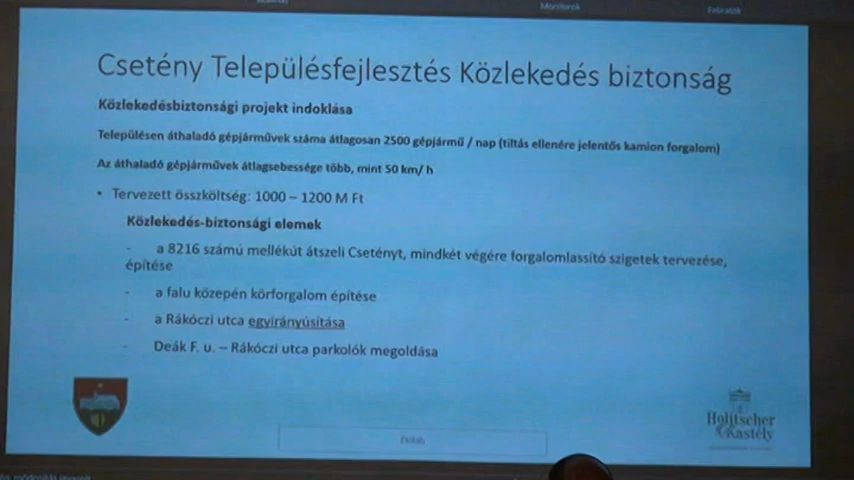 Monitorok
Feliratok
Csetény Településfejlesztés Közlekedés biztonság
Közlekedésbiztonsági projekt indoklása
Településen áthaladó gépjárművek száma átlagosan 2500 gépjármű / nap (tiltás ellenére jelentős kamion forgalom)
Az áthaladó gépjárművek átlagsebessége több, mint 50 km/ h
• Tervezett összköltség: 1000 – 1200 M Ft
Közlekedés-biztonsági elemek
- a 8216 számú mellékút átszeli Csetényt, mindkét végére forgalomlassító szigetek tervezése,
építése
- a falu közepén körforgalom építése
- a Rákóczi utca egyirányúsítása
- Deák F. u. – Rákóczi utca parkolók megoldása
Holitscher
Kastély